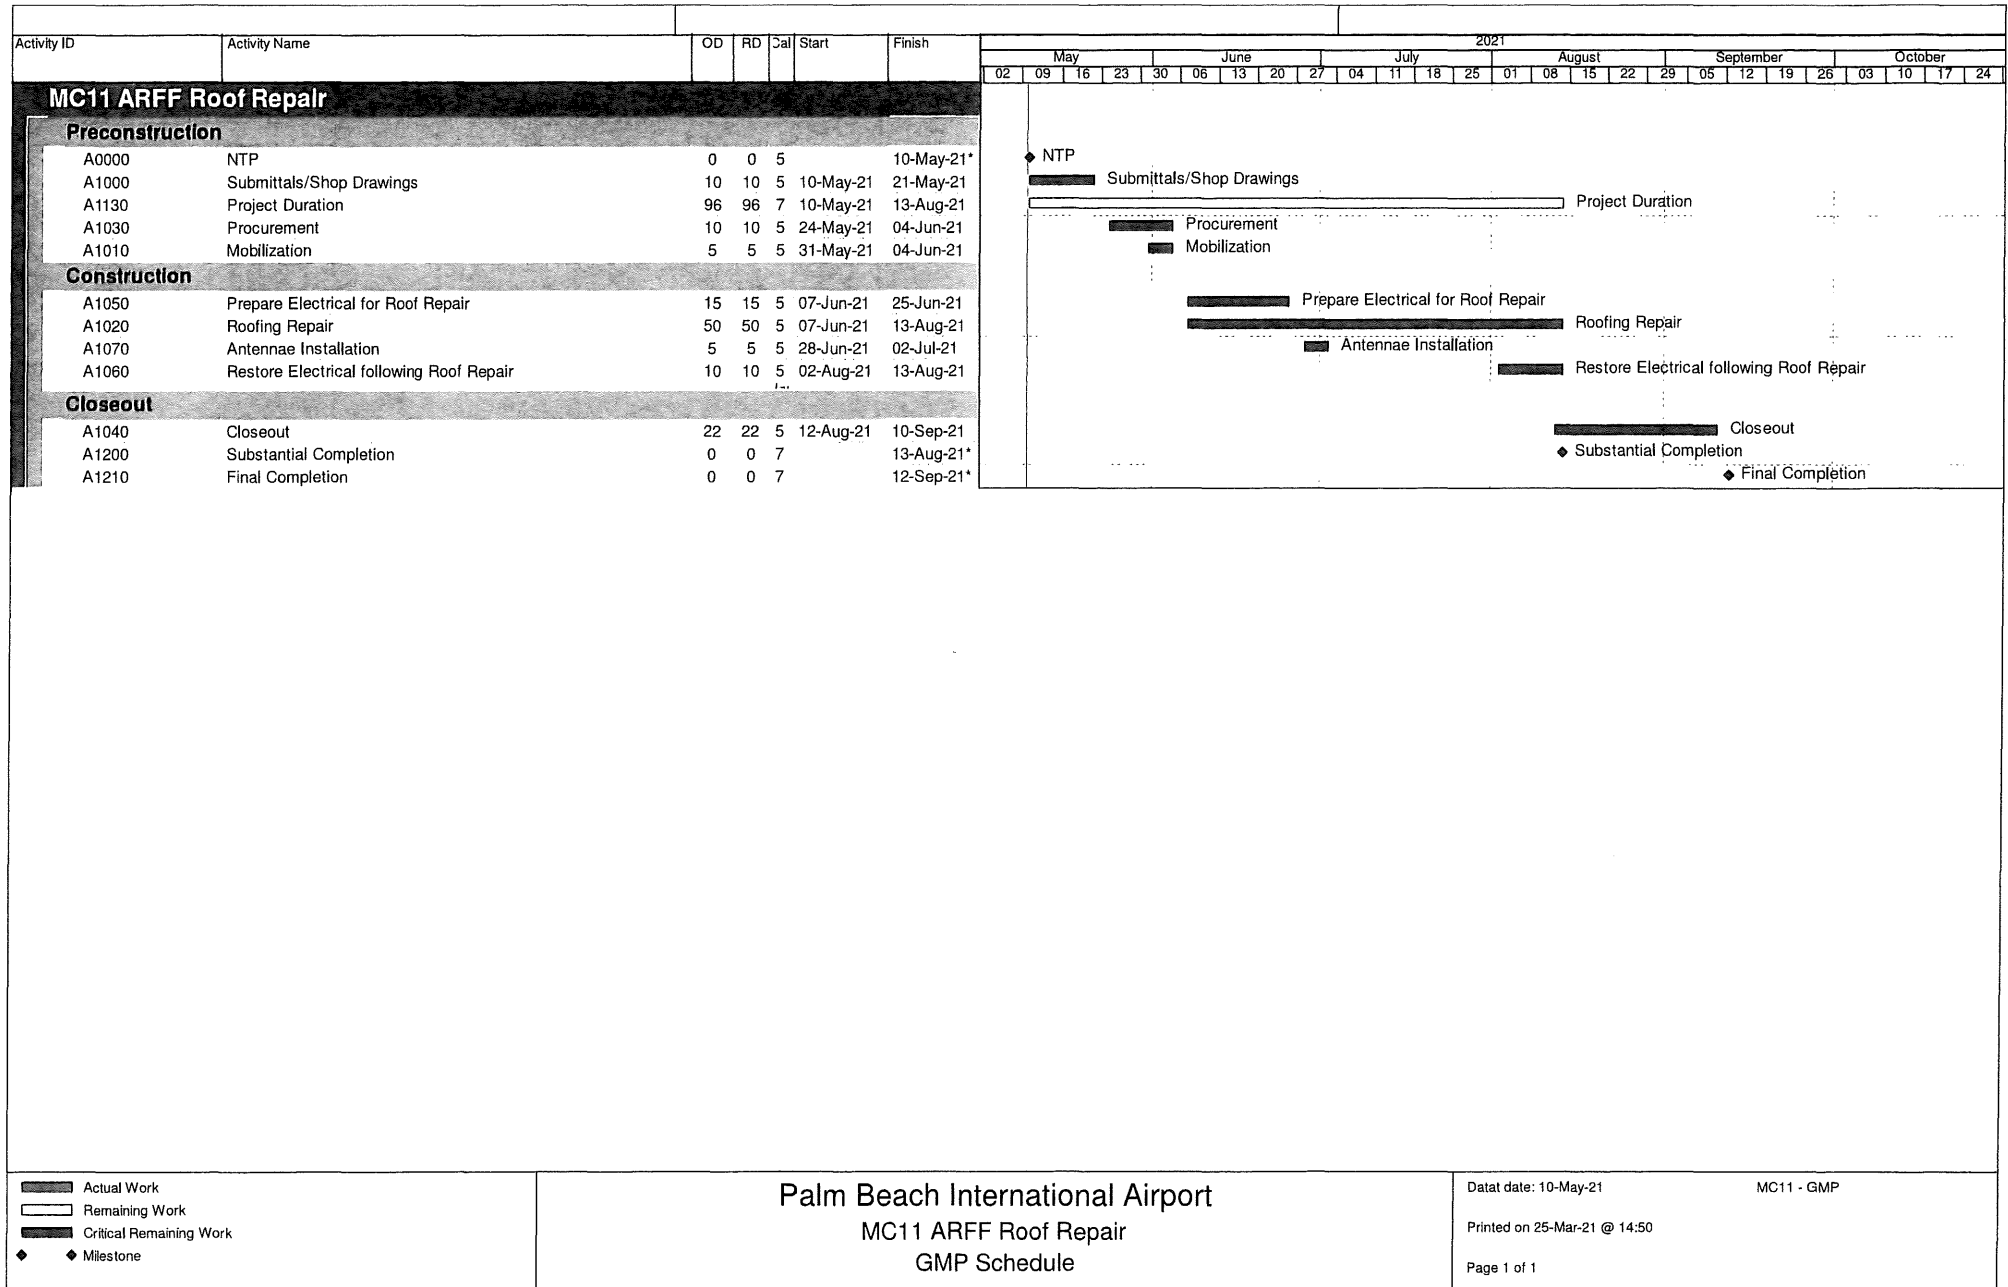 Activity ID Activity Name OD RD Cal Start Finish 2021
May June July August September October
02 09 16 23 30 06 13 20 27 04 11 18 25 01 08 15 22 29 05 12 19 26 03 10 17 24
MC11 ARFF Roof Repair
Preconstruction
A0000 NTP 0 0 5 10-May-21* NTP
A1000 Submittals/Shop Drawings 10 10 5 10-May-21 21-May-21 Submittals/Shop Drawings
A1130 Project Duration 96 96 7 10-May-21 13-Aug-21 Project Duration
A1030 Procurement 10 10 5 24-May-21 04-Jun-21 Procurement
A1010 Mobilization 5 5 5 31-May-21 04-Jun-21 Mobilization
Construction
A1050 Prepare Electrical for Roof Repair 15 15 5 07-Jun-21 25-Jun-21 Prepare Electrical for Roof Repair
A1020 Roofing Repair 50 50 5 07-Jun-21 13-Aug-21 Roofing Repair
A1070 Antennae Installation 5 5 5 28-Jun-21 02-Jul-21 Antennae Installation
A1060 Restore Electrical following Roof Repair 10 10 5 02-Aug-21 13-Aug-21 Restore Electrical following Roof Repair
Closeout
A1040 Closeout 22 22 5 12-Aug-21 10-Sep-21 Closeout
A1200 Substantial Completion 0 0 7 13-Aug-21* Substantial Completion
A1210 Final Completion 0 0 7 12-Sep-21* Final Completion
Actual Work
Remaining Work
Critical Remaining Work
Milestone
Palm Beach International Airport
MC11 ARFF Roof Repair
GMP Schedule
Datat date: 10-May-21 MC11 - GMP
Printed on 25-Mar-21 @ 14:50
Page 1 of 1